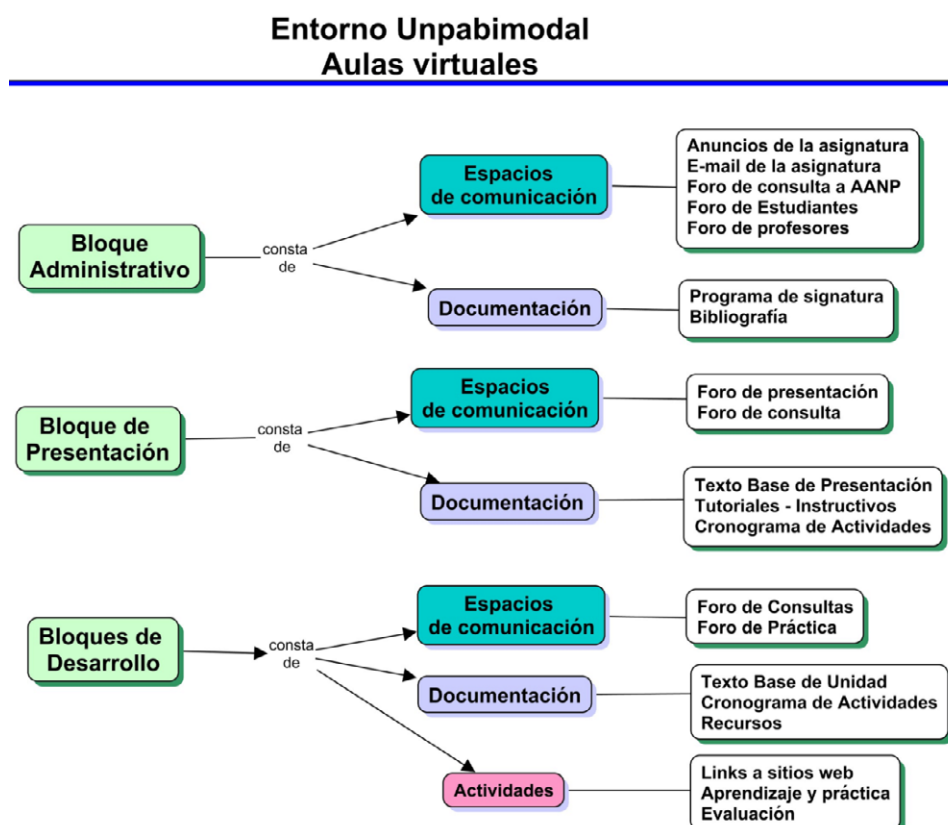 Entorno Unpabimodal
Aulas virtuales
Bloque
Administrativo
consta
de
Espacios
de comunicación
Anuncios de la asignatura
E-mail de la asignatura
Foro de consulta a AANP
Foro de Estudiantes
Foro de profesores
Documentación
Programa de signatura
Bibliografía
Bloque de
Presentación
consta
de
Espacios
de comunicación
Foro de presentación
Foro de consulta
Documentación
Texto Base de Presentación
Tutoriales - Instructivos
Cronograma de Actividades
Bloques de
Desarrollo
consta
de
Espacios
de comunicación
Foro de Consultas
Foro de Práctica
Documentación
Texto Base de Unidad
Cronograma de Actividades
Recursos
Actividades
Links a sitios web
Aprendizaje y práctica
Evaluación